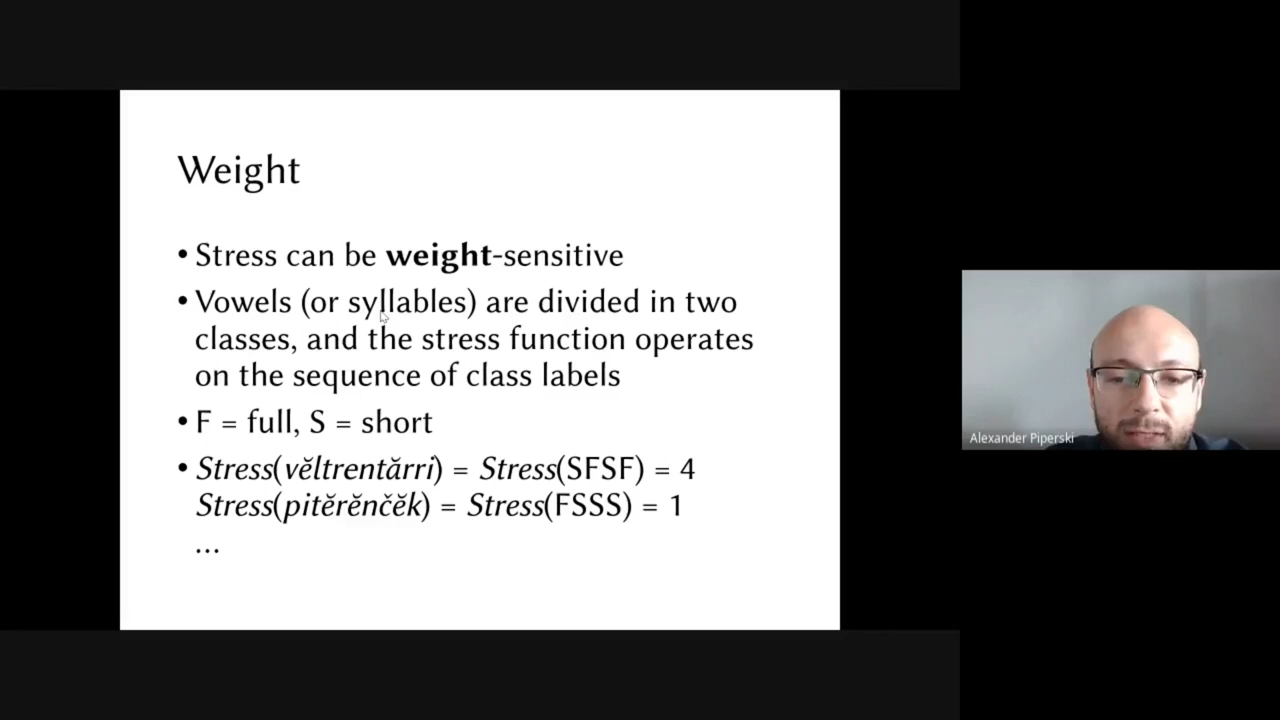 Weight
• Stress can be weight-sensitive
• Vowels (or syllables) are divided in two
classes, and the stress function operates
on the sequence of class labels
• F = full, S = short
• Stress(vĕltrentărri) = Stress(SFSF) = 4
Stress(pitĕrĕnčĕk) = Stress(FSSS) = 1
...
Alexander Piperski